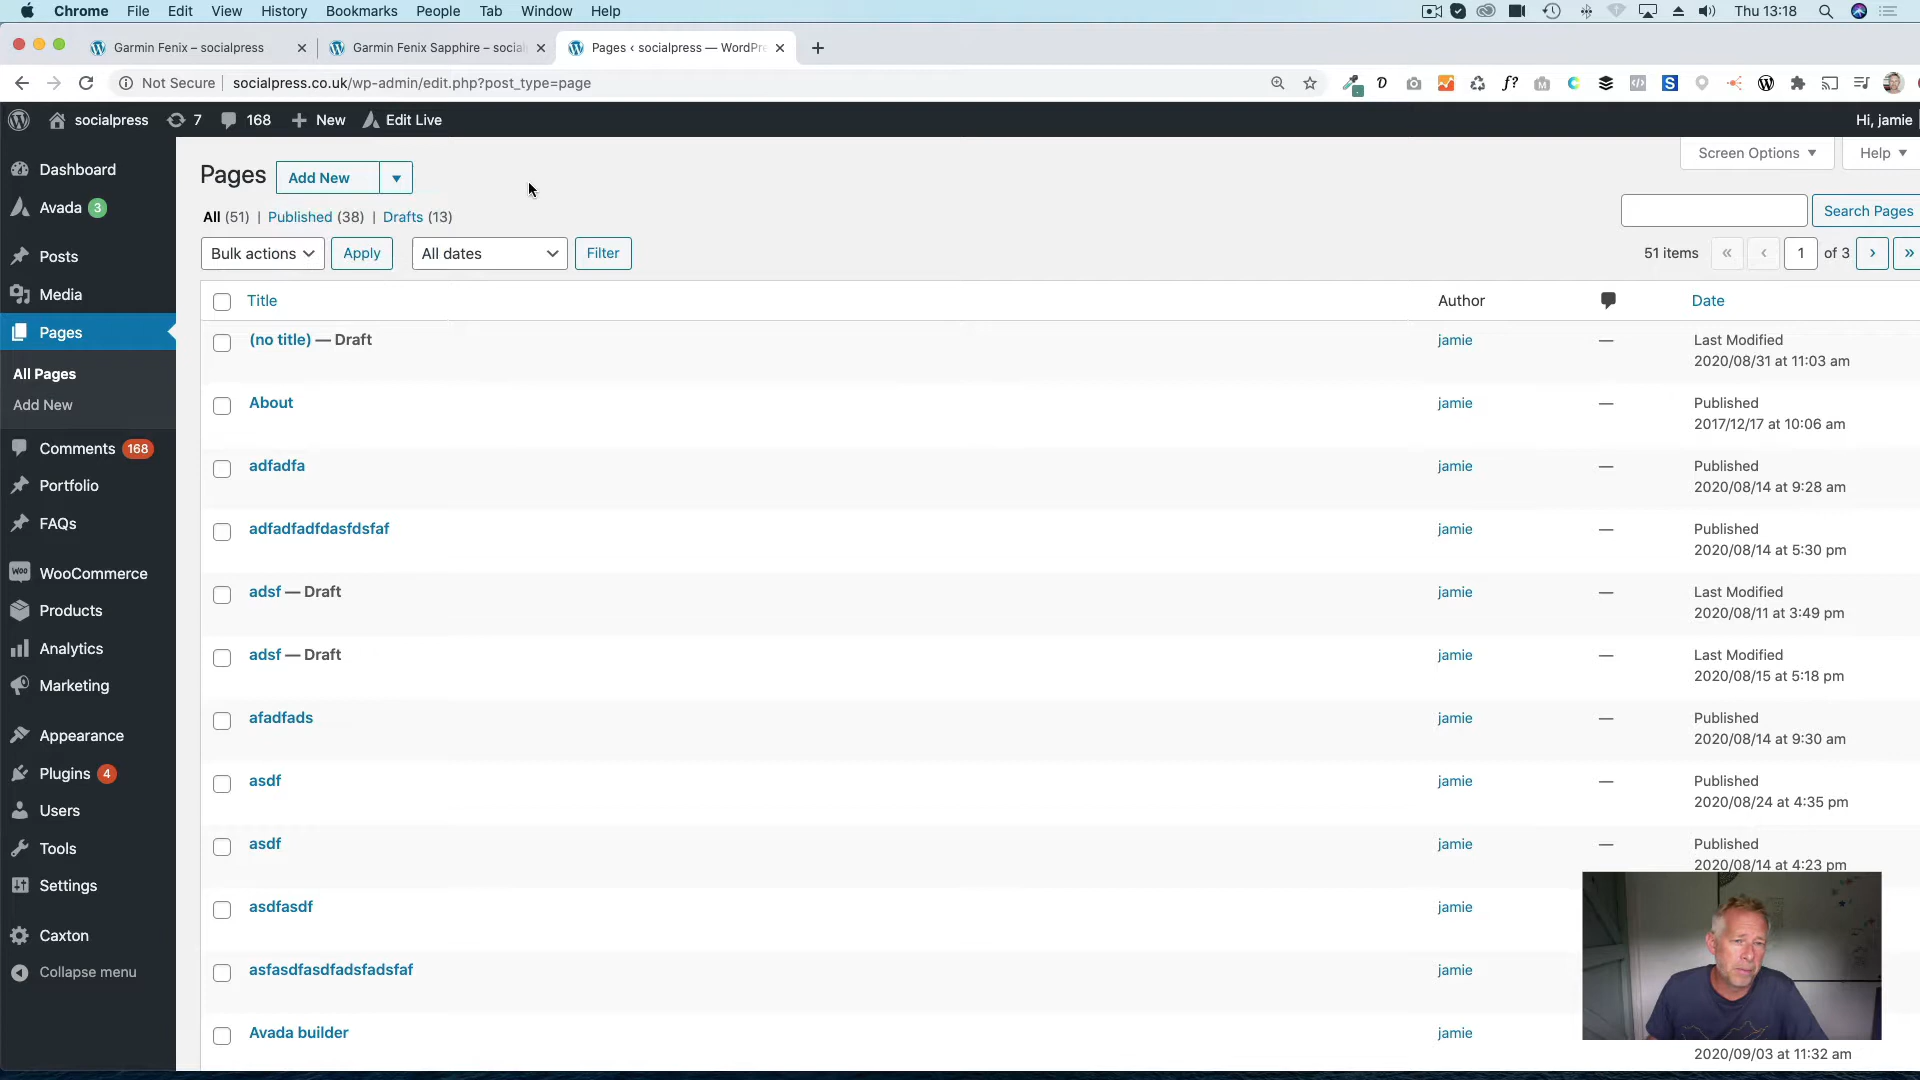 Chrome File Edit View History Bookmarks People Tab Window Help Thu 13:18
Garmin Fenix – socialpress Garmin Fenix Sapphire – social Pages ‹ socialpress — WordPre
Not Secure socialpress.co.uk/wp-admin/edit.php?post_type=page
socialpress 7 168 New Edit Live Hi, jamie
Screen Options Help
Pages Add New
All (51) | Published (38) | Drafts (13)
Search Pages
Bulk actions Apply All dates Filter
51 items « ‹ 1 of 3 › »
Dashboard
Avada 3
Posts
Media
Pages
All Pages
Add New
Comments 168
Portfolio
FAQs
WooCommerce
Products
Analytics
Marketing
Appearance
Plugins 4
Users
Tools
Settings
Caxton
Collapse menu
Title Author Date
(no title) — Draft jamie — Last Modified
2020/08/31 at 11:03 am
About jamie — Published
2017/12/17 at 10:06 am
adfadfa jamie — Published
2020/08/14 at 9:28 am
adfadfadfdasfdsfaf jamie — Published
2020/08/14 at 5:30 pm
adsf — Draft jamie — Last Modified
2020/08/11 at 3:49 pm
adsf — Draft jamie — Last Modified
2020/08/15 at 5:18 pm
afadfads jamie — Published
2020/08/14 at 9:30 am
asdf jamie — Published
2020/08/24 at 4:35 pm
asdf jamie — Published
2020/08/14 at 4:23 pm
asdfasdf jamie
asfasdfasdfadsfadsfaf jamie
Avada builder jamie
2020/09/03 at 11:32 am